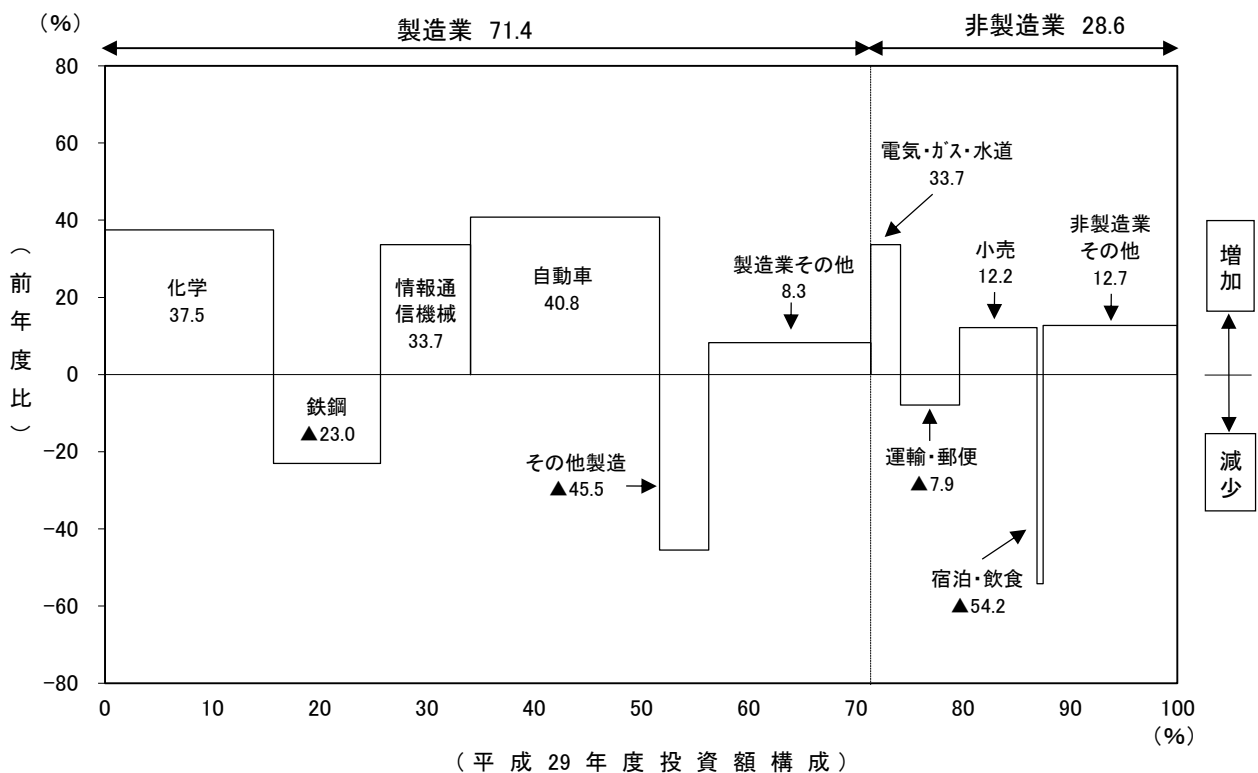 (%)
製造業 71.4
非製造業 28.6
80
60
40
20
0
-20
-40
-60
-80
(前年度比)
化学
37.5
鉄鋼
▲23.0
情報通
信機械
33.7
自動車
40.8
その他製造
▲45.5
製造業その他
8.3
電気・ガス・水道
33.7
運輸・郵便
▲7.9
小売
12.2
宿泊・飲食
▲54.2
非製造業
その他
12.7
増加
減少
0 10 20 30 40 50 60 70 80 90 100
(%)
(平成29年度投資額構成)